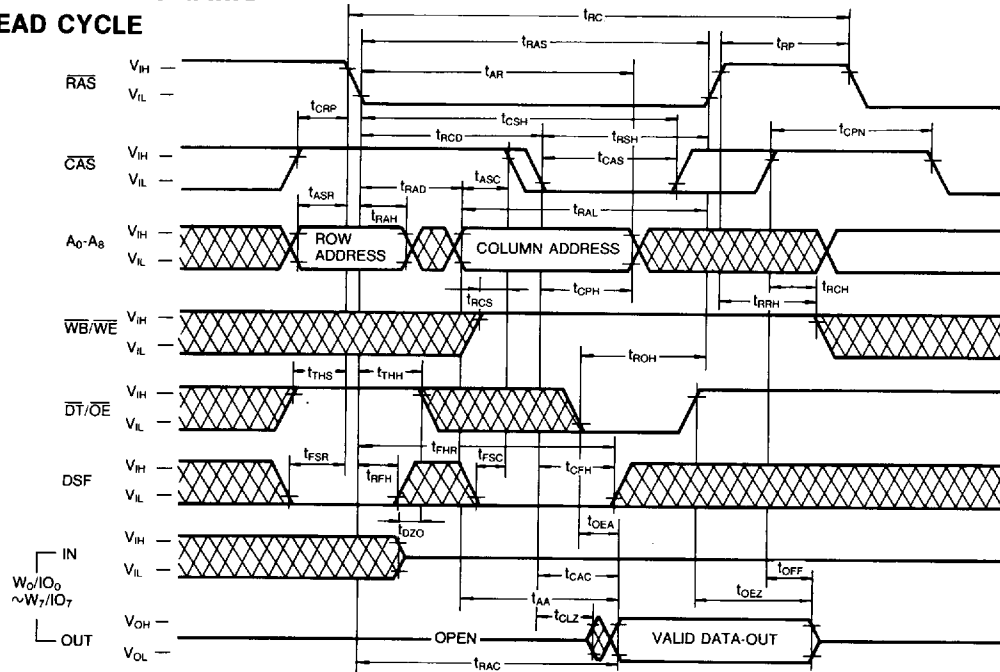 EAD CYCLE
tRC
tRAS
tRP
tAR
RAS
VIH
VIL
tCRP
tCSH
tRCD
tRSH
tCPN
CAS
VIH
VIL
tCAS
tASC
tRAD
tASR
tRAH
tRAL
A0-A8
VIH
VIL
ROW
ADDRESS
COLUMN ADDRESS
tCPH
tRCS
tRCH
tRRH
WB/WE
VIH
VIL
tROH
tTHS
tTHH
DT/OE
VIH
VIL
tFHR
tFSR
tRFH
tFSC
tCFH
DSF
VIH
VIL
tDZO
tOEA
IN
VIH
VIL
W0/IO0
~W7/IO7
tCAC
tOFF
tOEZ
tAA
tCLZ
OUT
VOH
VOL
OPEN
VALID DATA-OUT
tRAC